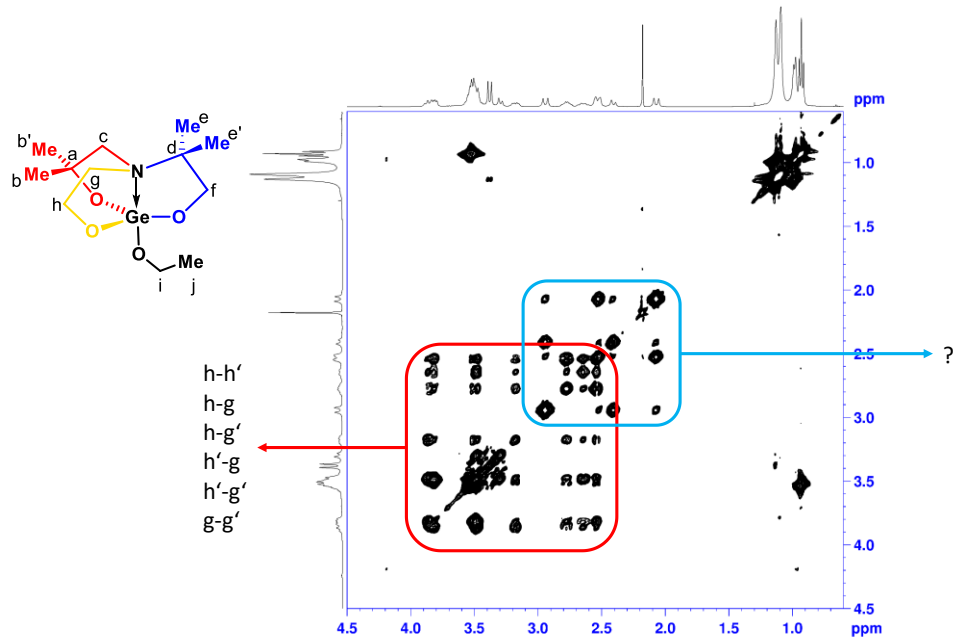 ppm
1.0
1.5
2.0
2.5
3.0
3.5
4.0
4.5
4.5 4.0 3.5 3.0 2.5 2.0 1.5 1.0 ppm
b'
Me
a
c
Me
e
d
Me
e'
b
Me
g
N
f
h
O
O
Ge
O
O
Me
i
j
h-h‘
h-g
h-g‘
h‘-g
h‘-g‘
g-g‘
?